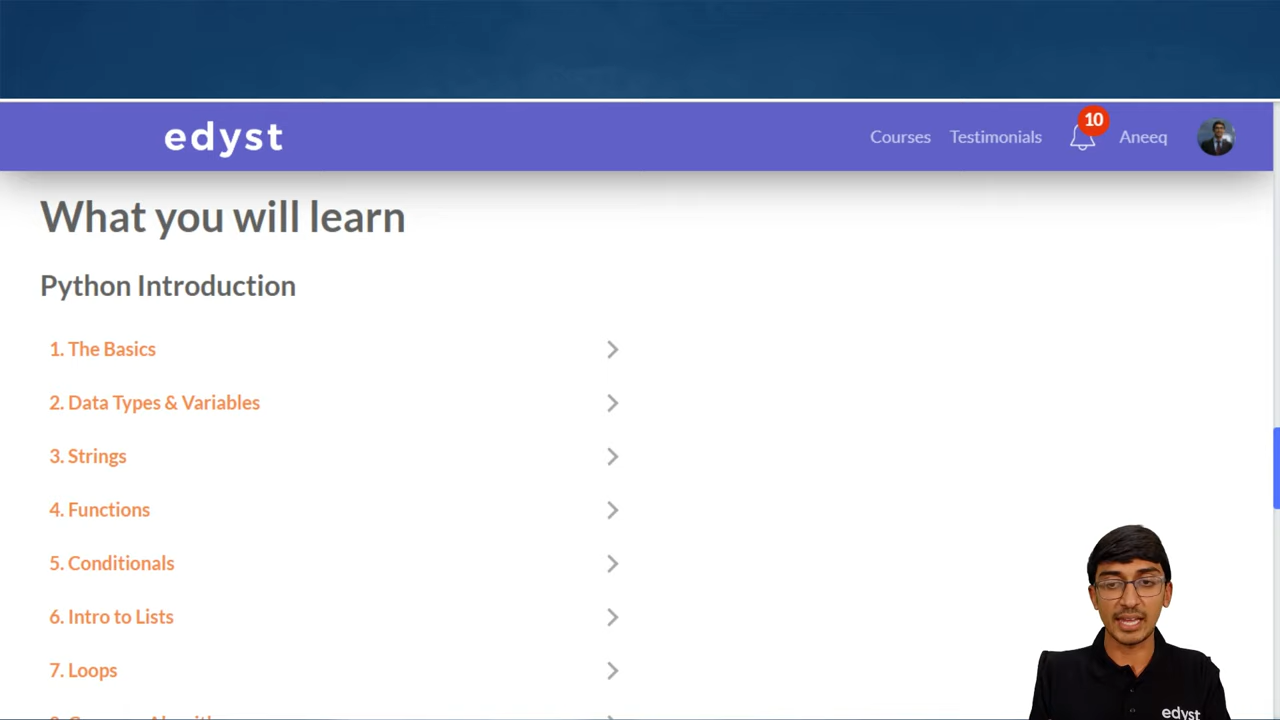 edyst
Courses Testimonials 10 Aneeq
What you will learn
Python Introduction
1. The Basics
2. Data Types & Variables
3. Strings
4. Functions
5. Conditionals
6. Intro to Lists
7. Loops
edyst